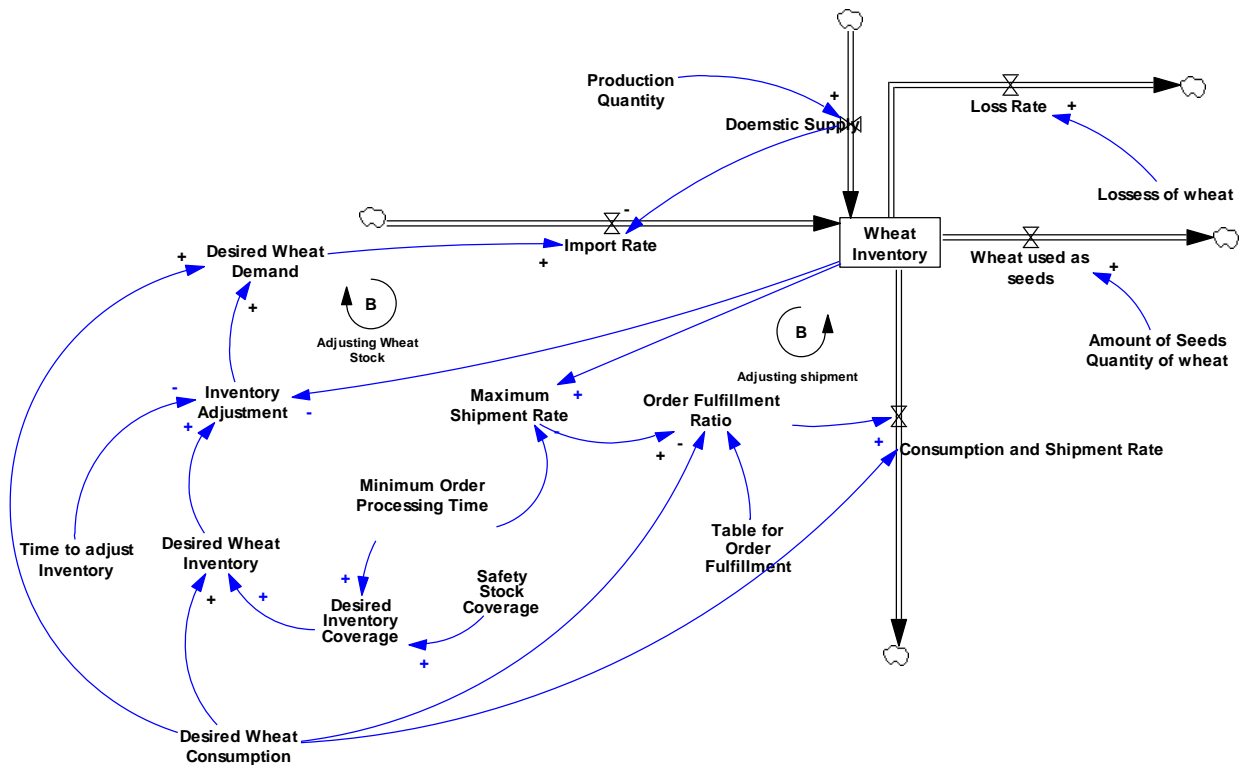 Production
Quantity
+
Doemstic Supply
Loss Rate
+
Lossess of wheat
-
Import Rate
+
Desired Wheat
Demand
+
+
Wheat
Inventory
Wheat used as
seeds
+
Amount of Seeds
Quantity of wheat
B
Adjusting Wheat
Stock
B
Adjusting shipment
Inventory
Adjustment
-
-
+
Maximum
Shipment Rate
+
-
Order Fulfillment
Ratio
+
-
+
Consumption and Shipment Rate
Minimum Order
Processing Time
Table for
Order
Fulfillment
Time to adjust
Inventory
Desired Wheat
Inventory
+
+
+
Desired
Inventory
Coverage
Safety
Stock
Coverage
+
Desired Wheat
Consumption